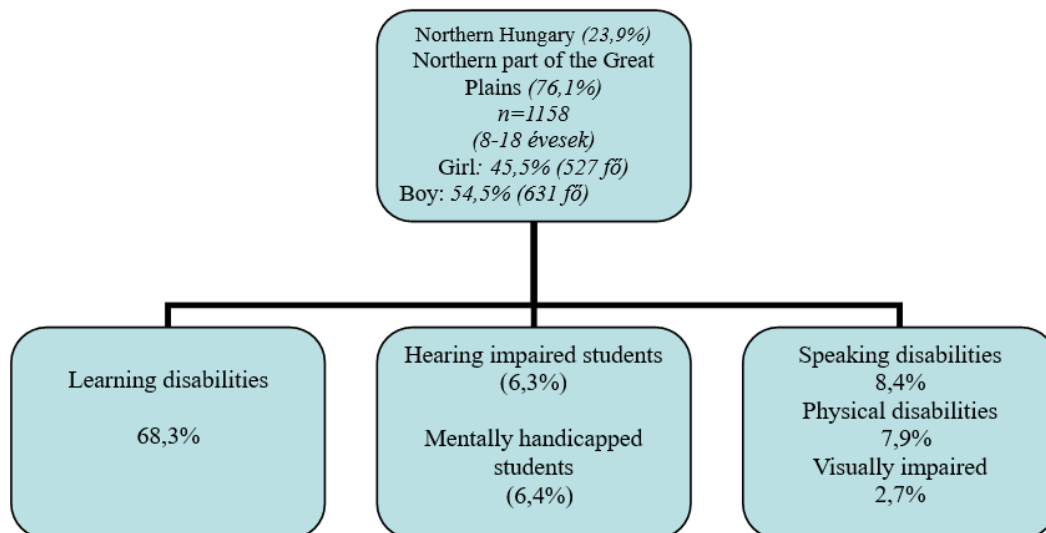 Northern Hungary (23,9%)
Northern part of the Great
Plains (76,1%)
n=1158
(8-18 évesek)
Girl: 45,5% (527 fő)
Boy: 54,5% (631 fő)
Learning disabilities
68,3%
Hearing impaired students
(6,3%)
Mentally handicapped
students
(6,4%)
Speaking disabilities
8,4%
Physical disabilities
7,9%
Visually impaired
2,7%